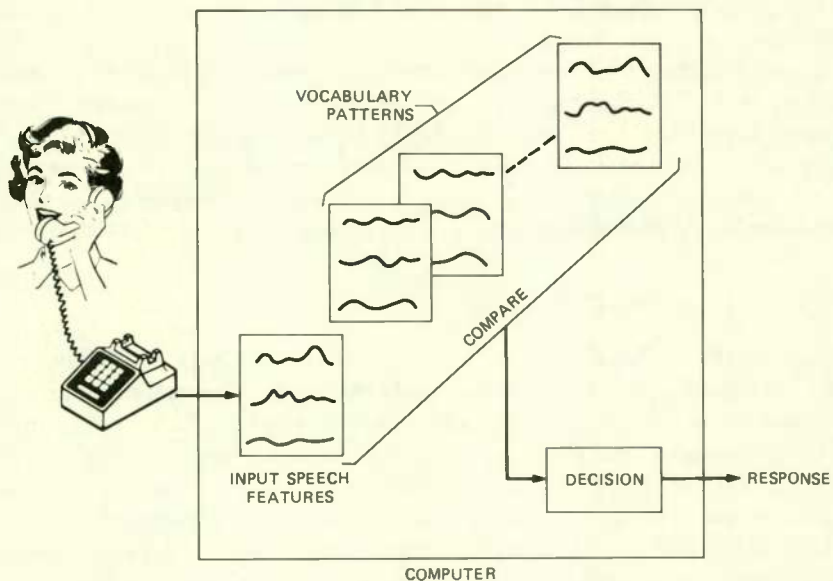 VOCABULARY
PATTERNS
COMPARE
INPUT SPEECH
FEATURES
DECISION
RESPONSE
COMPUTER